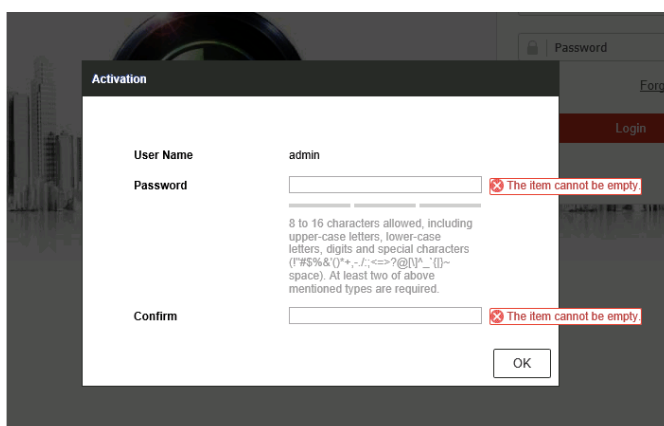 Password
Activation
Forg
Login
User Name admin
Password
The item cannot be empty.
8 to 16 characters allowed, including
upper-case letters, lower-case
letters, digits and special characters
(!"#$%&'()*+,-./:;<=>?@[\]^_`{|}~
space). At least two of above
mentioned types are required.
Confirm
The item cannot be empty.
OK